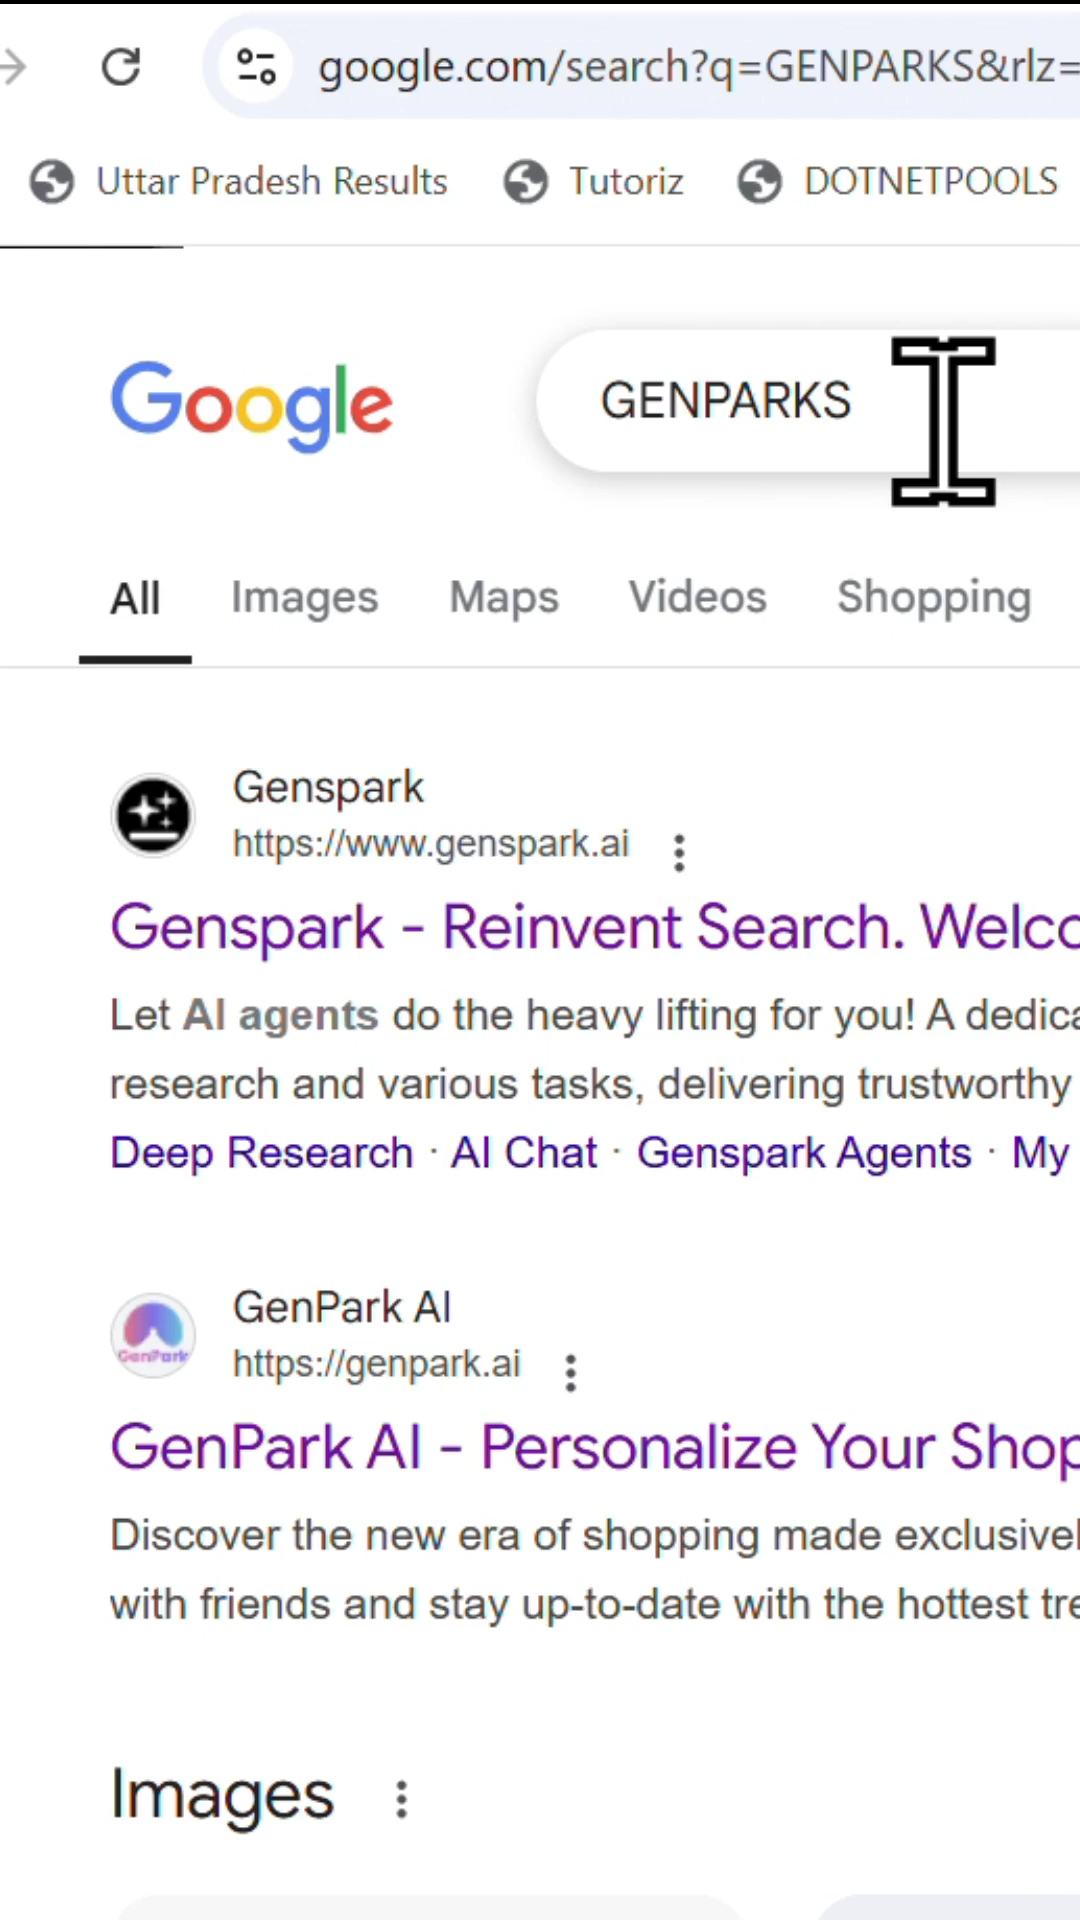 google.com/search?q=GENPARKS&rlz=
Uttar Pradesh Results Tutoriz DOTNETPOOLS
Google GENPARKS
All Images Maps Videos Shopping
Genspark
https://www.genspark.ai
Genspark - Reinvent Search. Welco
Let AI agents do the heavy lifting for you! A dedica
research and various tasks, delivering trustworthy
Deep Research · AI Chat · Genspark Agents · My
GenPark AI
GenPark
https://genpark.ai
GenPark AI - Personalize Your Shop
Discover the new era of shopping made exclusivel
with friends and stay up-to-date with the hottest tre
Images